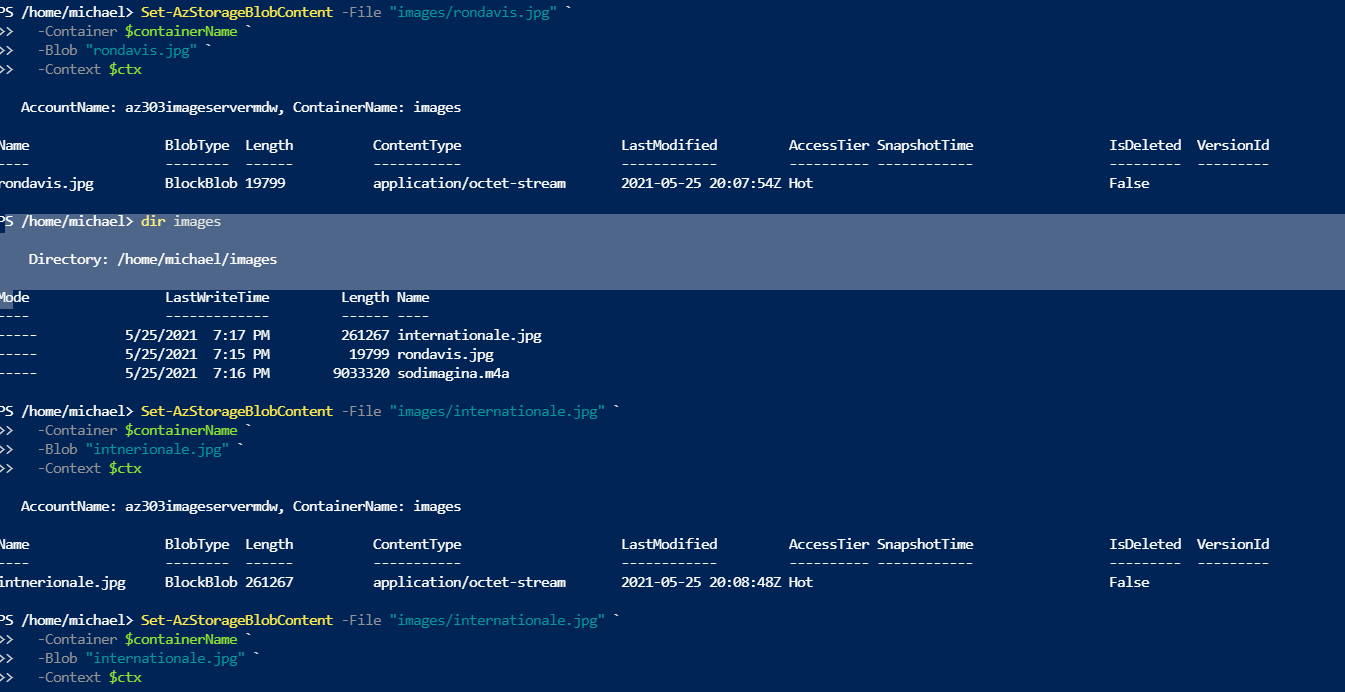 PS /home/michael> Set-AzStorageBlobContent -File "images/rondavis.jpg" `
>>   -Container $containerName `
>>   -Blob "rondavis.jpg" `
>>   -Context $ctx
AccountName: az303imageservermdw, ContainerName: images
Name                 BlobType  Length          ContentType                    LastModified         AccessTier SnapshotTime                 IsDeleted  VersionId
----                 --------  ------          -----------                    ------------         ---------- ------------                 ---------  ---------
rondavis.jpg         BlockBlob 19799           application/octet-stream       2021-05-25 20:07:54Z Hot                                     False
PS /home/michael> dir images
Directory: /home/michael/images
Mode                 LastWriteTime         Length Name
----                 -------------         ------ ----
-----           5/25/2021  7:17 PM         261267 internationale.jpg
-----           5/25/2021  7:15 PM          19799 rondavis.jpg
-----           5/25/2021  7:16 PM        9033320 sodimagina.m4a
PS /home/michael> Set-AzStorageBlobContent -File "images/internationale.jpg" `
>>   -Container $containerName `
>>   -Blob "intnerionale.jpg" `
>>   -Context $ctx
AccountName: az303imageservermdw, ContainerName: images
Name                 BlobType  Length          ContentType                    LastModified         AccessTier SnapshotTime                 IsDeleted  VersionId
----                 --------  ------          -----------                    ------------         ---------- ------------                 ---------  ---------
intnerionale.jpg     BlockBlob 261267          application/octet-stream       2021-05-25 20:08:48Z Hot                                     False
PS /home/michael> Set-AzStorageBlobContent -File "images/internationale.jpg" `
>>   -Container $containerName `
>>   -Blob "internationale.jpg" `
>>   -Context $ctx